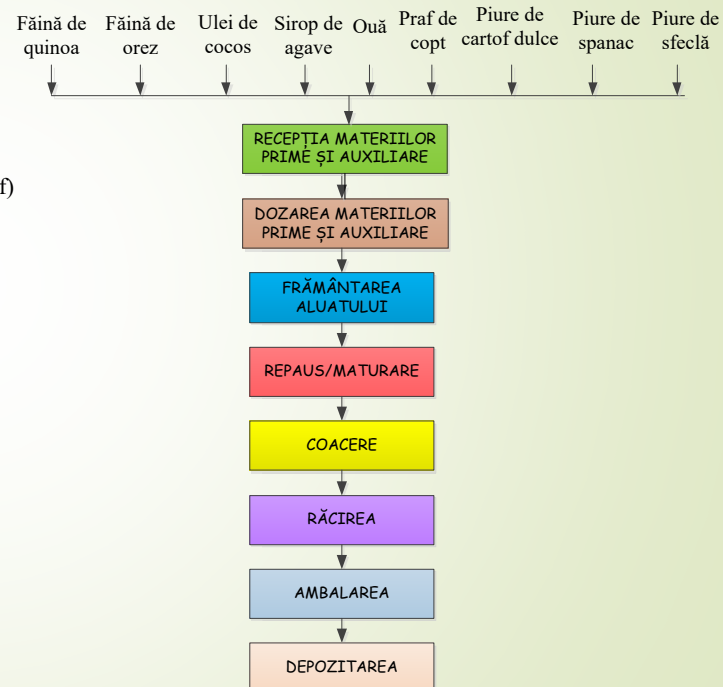 Făină de quinoa
Făină de orez
Ulei de cocos
Sirop de agave
Ouă
Praf de copt
Piure de cartof dulce
Piure de spanac
Piure de sfeclă
RECEPȚIA MATERIILOR
PRIME ȘI AUXILIARE
f)
DOZAREA MATERIILOR
PRIME ȘI AUXILIARE
FRĂMÂNTAREA
ALUATULUI
REPAUS/MATURARE
COACERE
RĂCIREA
AMBALAREA
DEPOZITAREA